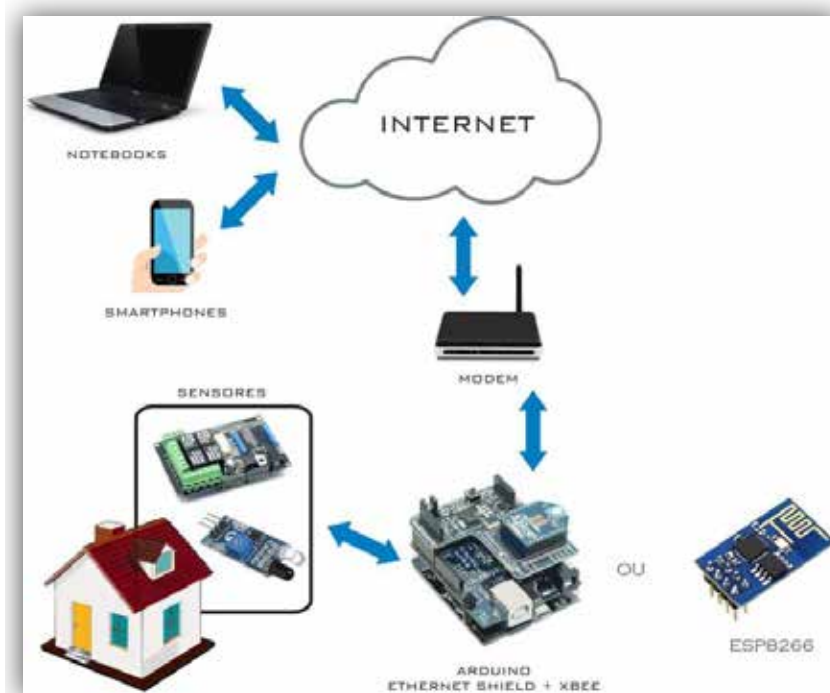 INTERNET
NOTEBOOKS
SMARTPHONES
MODEM
SENSORES
OU
ESP8266
ARDUINO
ETHERNET SHIELD + XBEE